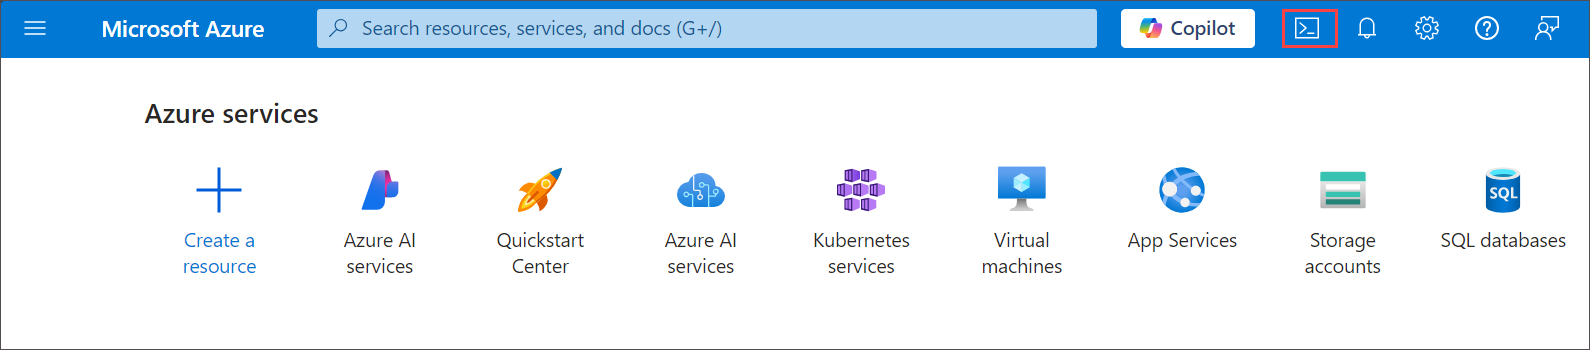 Microsoft Azure
Search resources, services, and docs (G+/)
Copilot
>_
?
Azure services
Create a
resource
Azure AI
services
Quickstart
Center
Azure AI
services
Kubernetes
services
Virtual
machines
App Services
Storage
accounts
SQL
SQL databases